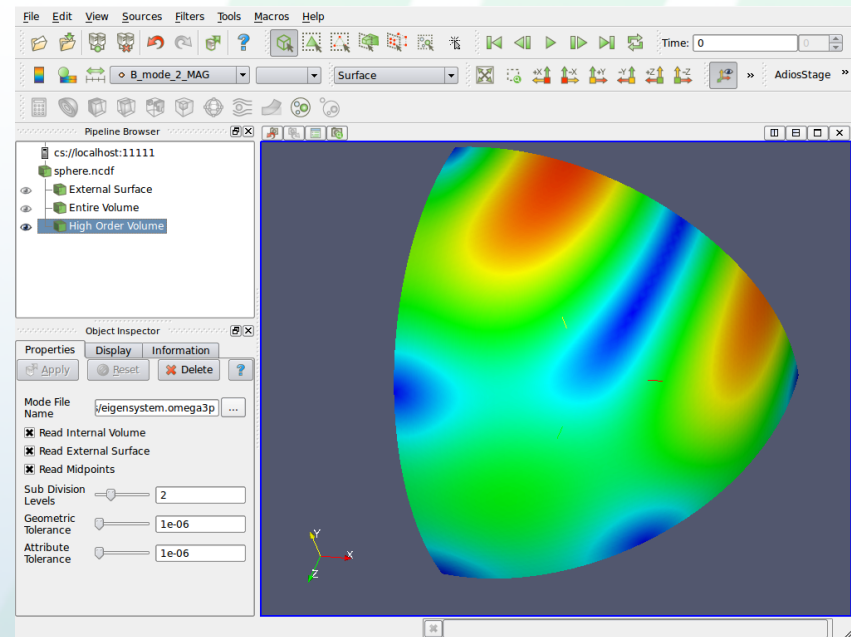 File Edit View Sources Filters Tools Macros Help
Time: 0 0
B_mode_2_MAG Surface +X -X +Y -Y +Z -Z AdiosStage
Pipeline Browser
cs://localhost:11111
sphere.ncdf
External Surface
Entire Volume
High Order Volume
Object Inspector
Properties Display Information
Apply Reset Delete ?
Mode File Name /eigensystem.omega3p ...
Read Internal Volume
Read External Surface
Read Midpoints
Sub Division Levels 2
Geometric Tolerance 1e-06
Attribute Tolerance 1e-06
Y
X
Z